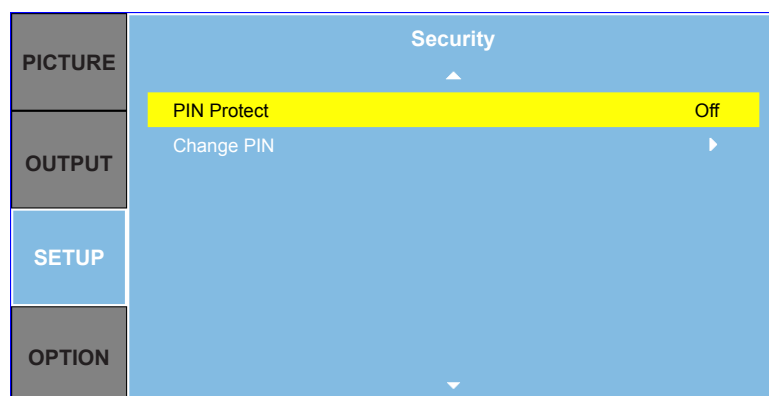 PICTURE
OUTPUT
SETUP
OPTION
Security
PIN Protect Off
Change PIN